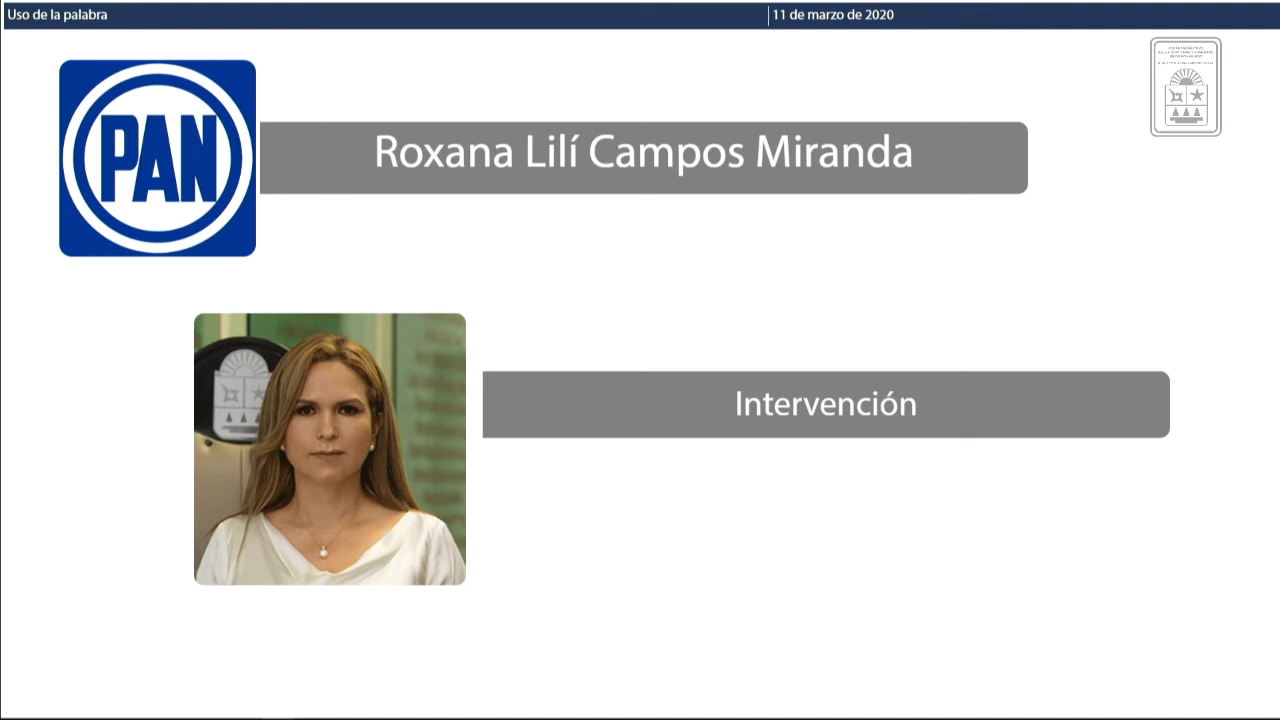 Uso de la palabra
11 de marzo de 2020
PAN
Roxana Lilí Campos Miranda
Intervención